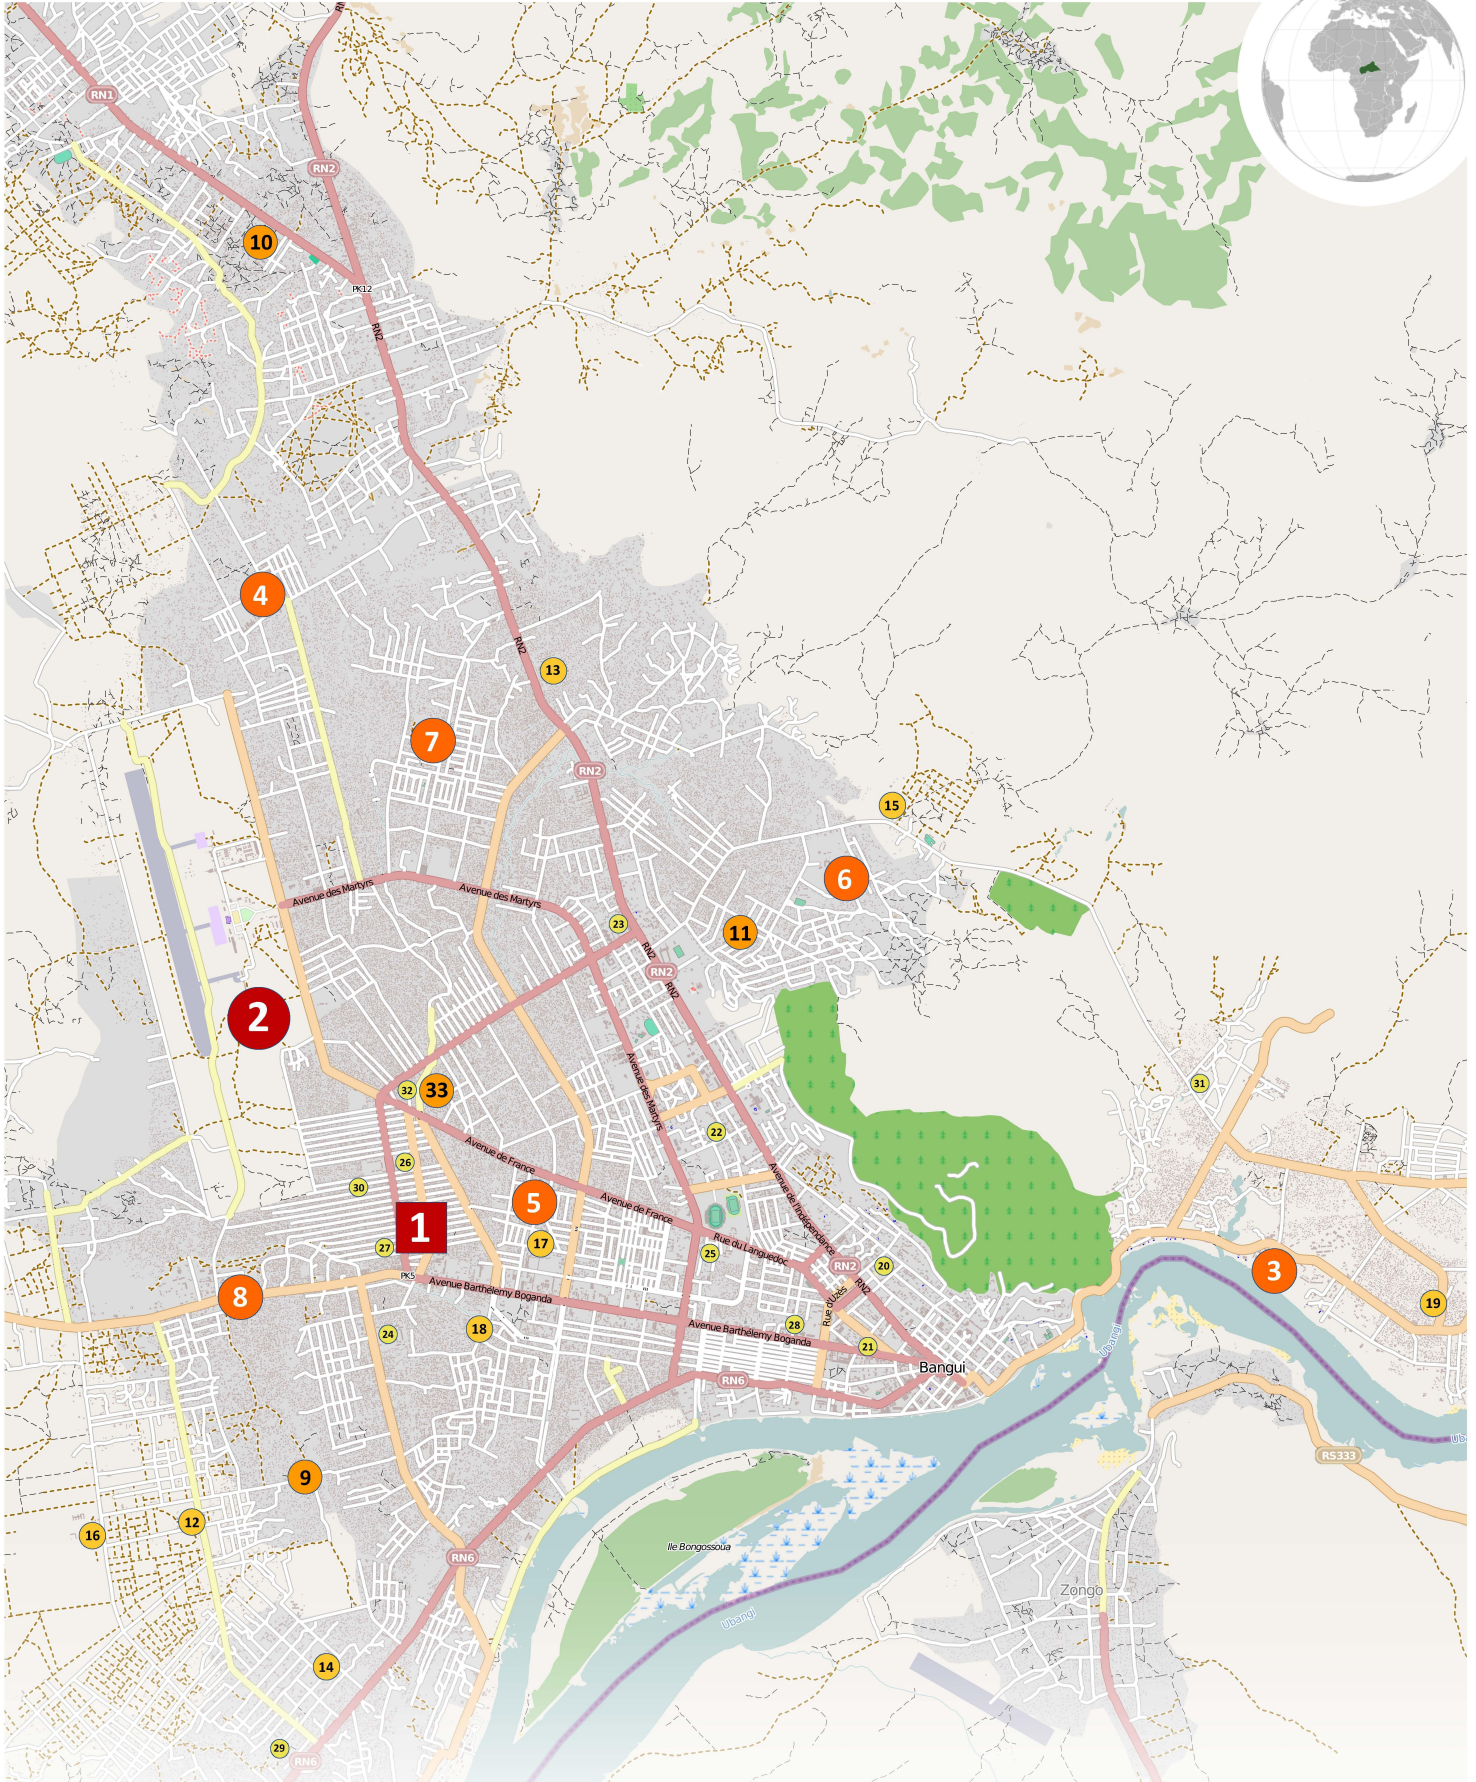 RN
RN1
RN2
10
PK12
RN2
4
RN2
13
7
RN2
15
Avenue des Martyrs
Avenue des Martyrs
6
23
11
RN2
RN2
RN2
2
Avenue des Martyrs
32
33
31
22
Avenue de France
26
30
Avenue de l'Indépendance
5
Avenue de France
1
17
27
25
Rue du Languedoc
RN2
20
3
PK5
Avenue Barthélemy Boganda
8
RN2
Rue d'Uzès
19
24
18
28
Avenue Barthélemy Boganda
21
Ubangi
Bangui
RN6
Ub
RS333
9
12
16
Ile Bongossoua
RN6
Zongo
Ubangi
14
29
RN6